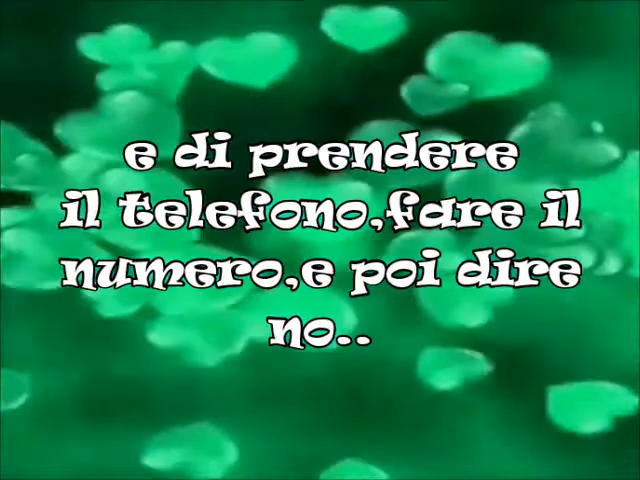 e di prendere
il telefono,fare il
numero,e poi dire
no..